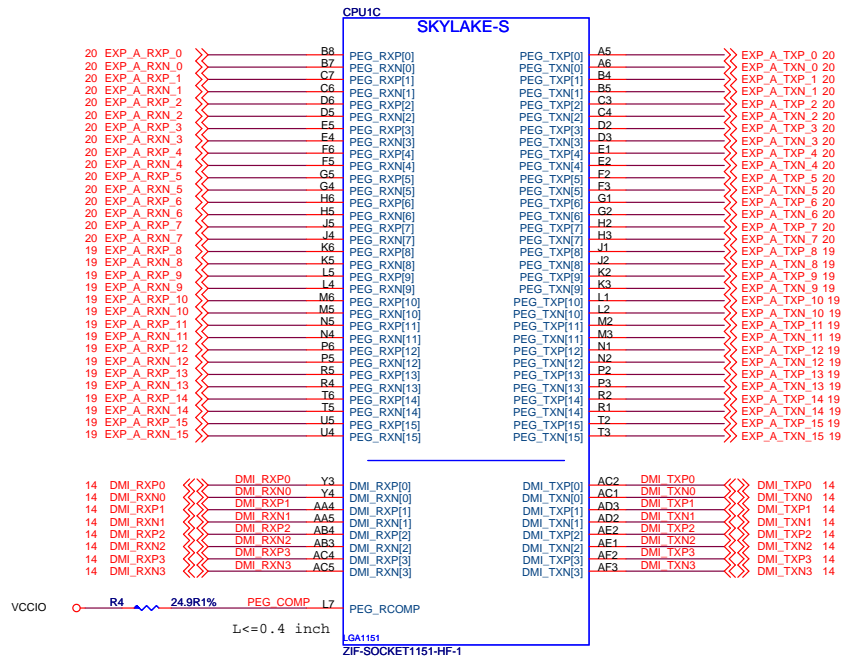 CPU1C
SKYLAKE-S
20 EXP_A_RXP_0 B8 PEG_RXP[0] PEG_TXP[0] A5 EXP_A_TXP_0 20
20 EXP_A_RXN_0 B7 PEG_RXN[0] PEG_TXN[0] A6 EXP_A_TXN_0 20
20 EXP_A_RXP_1 C7 PEG_RXP[1] PEG_TXP[1] B4 EXP_A_TXP_1 20
20 EXP_A_RXN_1 C6 PEG_RXN[1] PEG_TXN[1] B5 EXP_A_TXN_1 20
20 EXP_A_RXP_2 D6 PEG_RXP[2] PEG_TXP[2] C3 EXP_A_TXP_2 20
20 EXP_A_RXN_2 D5 PEG_RXN[2] PEG_TXN[2] C4 EXP_A_TXN_2 20
20 EXP_A_RXP_3 E5 PEG_RXP[3] PEG_TXP[3] D2 EXP_A_TXP_3 20
20 EXP_A_RXN_3 E4 PEG_RXN[3] PEG_TXN[3] D3 EXP_A_TXN_3 20
20 EXP_A_RXP_4 F6 PEG_RXP[4] PEG_TXP[4] E1 EXP_A_TXP_4 20
20 EXP_A_RXN_4 F5 PEG_RXN[4] PEG_TXN[4] E2 EXP_A_TXN_4 20
20 EXP_A_RXP_5 G5 PEG_RXP[5] PEG_TXP[5] F2 EXP_A_TXP_5 20
20 EXP_A_RXN_5 G4 PEG_RXN[5] PEG_TXN[5] F3 EXP_A_TXN_5 20
20 EXP_A_RXP_6 H6 PEG_RXP[6] PEG_TXP[6] G1 EXP_A_TXP_6 20
20 EXP_A_RXN_6 H5 PEG_RXN[6] PEG_TXN[6] G2 EXP_A_TXN_6 20
20 EXP_A_RXP_7 J5 PEG_RXP[7] PEG_TXP[7] H2 EXP_A_TXP_7 20
20 EXP_A_RXN_7 J4 PEG_RXN[7] PEG_TXN[7] H3 EXP_A_TXN_7 20
19 EXP_A_RXP_8 K6 PEG_RXP[8] PEG_TXP[8] J1 EXP_A_TXP_8 19
19 EXP_A_RXN_8 K5 PEG_RXN[8] PEG_TXN[8] J2 EXP_A_TXN_8 19
19 EXP_A_RXP_9 L5 PEG_RXP[9] PEG_TXP[9] K2 EXP_A_TXP_9 19
19 EXP_A_RXN_9 L4 PEG_RXN[9] PEG_TXN[9] K3 EXP_A_TXN_9 19
19 EXP_A_RXP_10 M6 PEG_RXP[10] PEG_TXP[10] L1 EXP_A_TXP_10 19
19 EXP_A_RXN_10 M5 PEG_RXN[10] PEG_TXN[10] L2 EXP_A_TXN_10 19
19 EXP_A_RXP_11 N5 PEG_RXP[11] PEG_TXP[11] M2 EXP_A_TXP_11 19
19 EXP_A_RXN_11 N4 PEG_RXN[11] PEG_TXN[11] M3 EXP_A_TXN_11 19
19 EXP_A_RXP_12 P6 PEG_RXP[12] PEG_TXP[12] N1 EXP_A_TXP_12 19
19 EXP_A_RXN_12 P5 PEG_RXN[12] PEG_TXN[12] N2 EXP_A_TXN_12 19
19 EXP_A_RXP_13 R5 PEG_RXP[13] PEG_TXP[13] P2 EXP_A_TXP_13 19
19 EXP_A_RXN_13 R4 PEG_RXN[13] PEG_TXN[13] P3 EXP_A_TXN_13 19
19 EXP_A_RXP_14 T6 PEG_RXP[14] PEG_TXP[14] R2 EXP_A_TXP_14 19
19 EXP_A_RXN_14 T5 PEG_RXN[14] PEG_TXN[14] R1 EXP_A_TXN_14 19
19 EXP_A_RXP_15 U5 PEG_RXP[15] PEG_TXP[15] T2 EXP_A_TXP_15 19
19 EXP_A_RXN_15 U4 PEG_RXN[15] PEG_TXN[15] T3 EXP_A_TXN_15 19
14 DMI_RXP0 DMI_RXP0 Y3 DMI_RXP[0] DMI_TXP[0] AC2 DMI_TXP0 DMI_TXP0 14
14 DMI_RXN0 DMI_RXN0 Y4 DMI_RXN[0] DMI_TXN[0] AC1 DMI_TXN0 DMI_TXN0 14
14 DMI_RXP1 DMI_RXP1 AA4 DMI_RXP[1] DMI_TXP[1] AD3 DMI_TXP1 DMI_TXP1 14
14 DMI_RXN1 DMI_RXN1 AA5 DMI_RXN[1] DMI_TXN[1] AD2 DMI_TXN1 DMI_TXN1 14
14 DMI_RXP2 DMI_RXP2 AB4 DMI_RXP[2] DMI_TXP[2] AE2 DMI_TXP2 DMI_TXP2 14
14 DMI_RXN2 DMI_RXN2 AB3 DMI_RXN[2] DMI_TXN[2] AE1 DMI_TXN2 DMI_TXN2 14
14 DMI_RXP3 DMI_RXP3 AC4 DMI_RXP[3] DMI_TXP[3] AF2 DMI_TXP3 DMI_TXP3 14
14 DMI_RXN3 DMI_RXN3 AC5 DMI_RXN[3] DMI_TXN[3] AF3 DMI_TXN3 DMI_TXN3 14
VCCIO R4 24.9R1% PEG_COMP L7 PEG_RCOMP
L<=0.4 inch
LGA1151
ZIF-SOCKET1151-HF-1